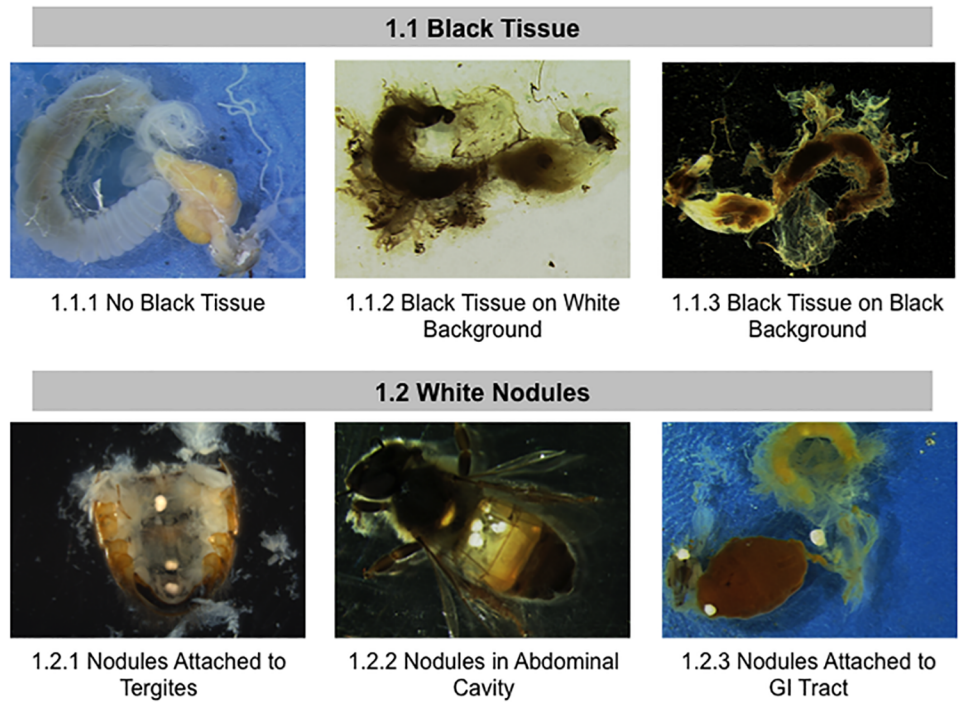 1.1 Black Tissue
1.1.1 No Black Tissue
1.1.2 Black Tissue on White
Background
1.1.3 Black Tissue on Black
Background
1.2 White Nodules
1.2.1 Nodules Attached to
Tergites
1.2.2 Nodules in Abdominal
Cavity
1.2.3 Nodules Attached to
GI Tract